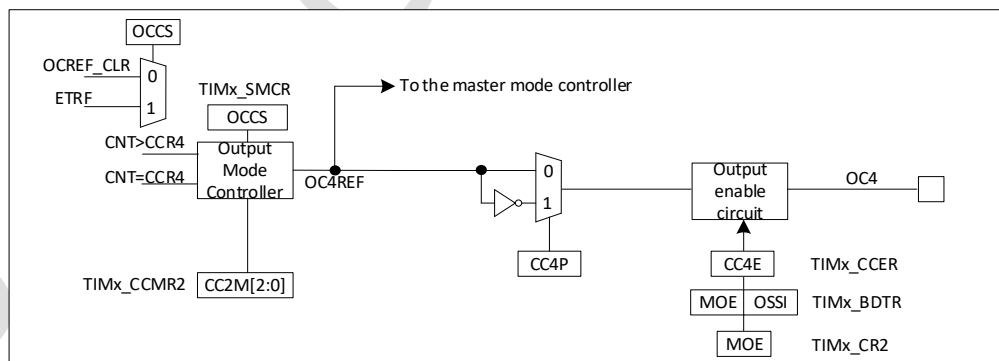 OCCS
OCREF_CLR
0
ETRF
1
TIMx_SMCR
OCCS
To the master mode controller
CNT>CCR4
CNT=CCR4
Output
Mode
Controller
OC4REF
0
1
CC4P
Output
enable
circuit
OC4
TIMx_CCMR2
CC2M[2:0]
CC4E
TIMx_CCER
MOE OSSI
TIMx_BDTR
MOE
TIMx_CR2